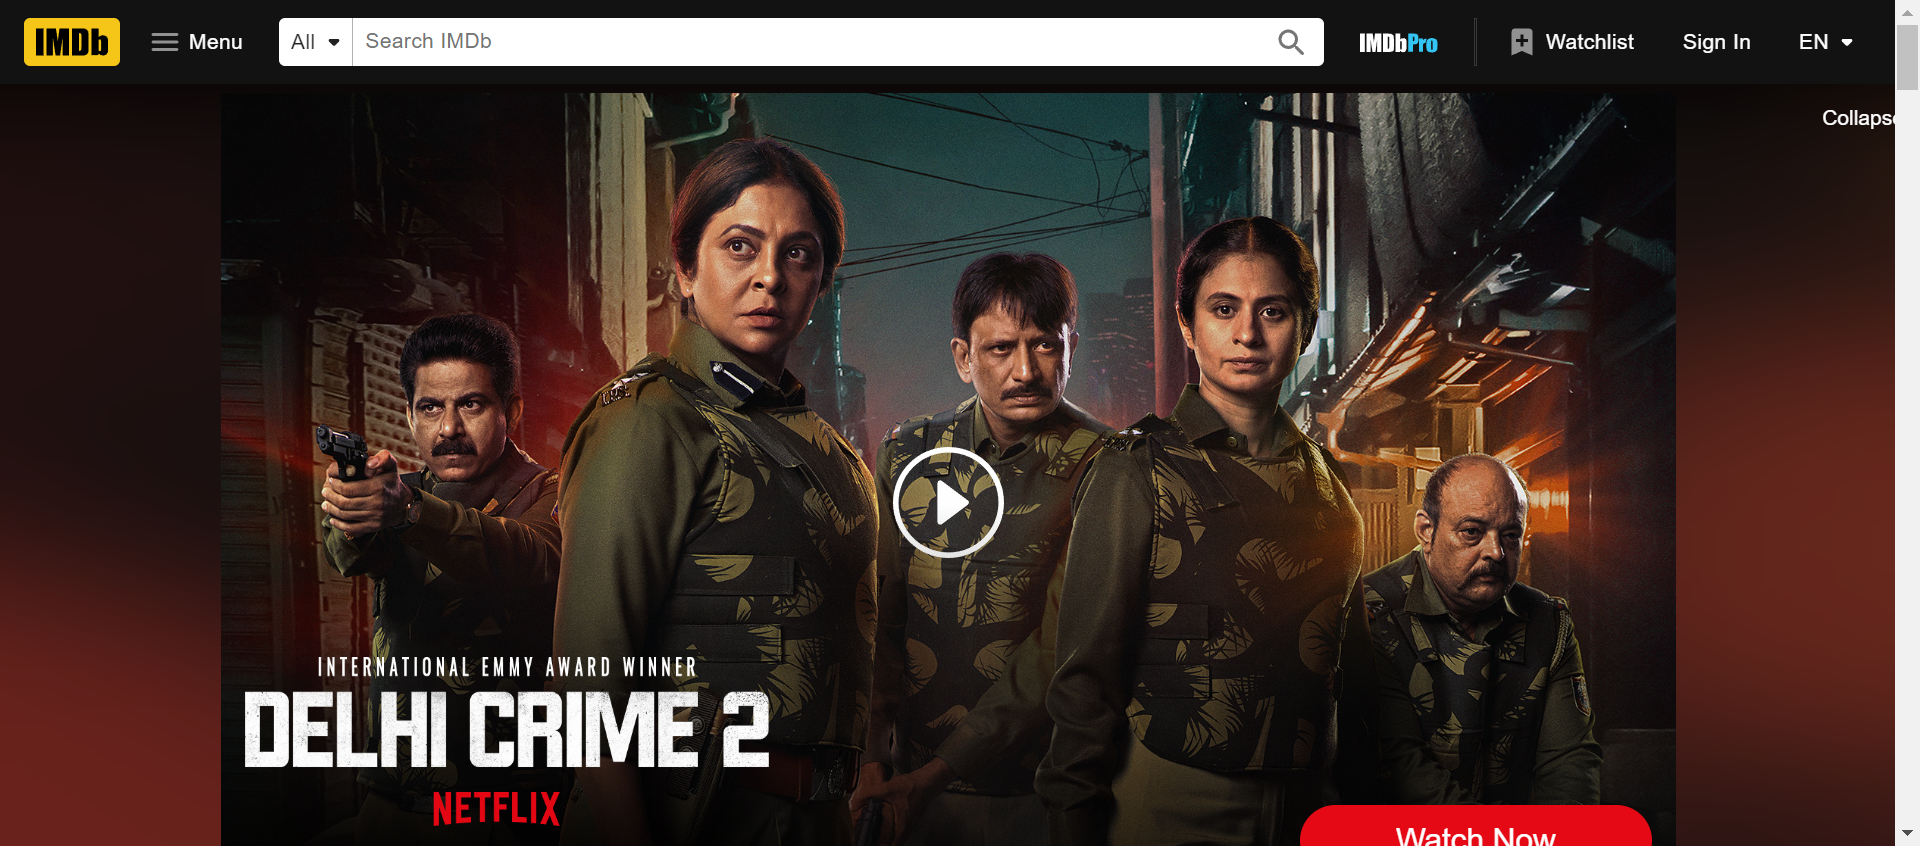 IMDb Menu All Search IMDb IMDbPro Watchlist Sign In EN
Collapse
INTERNATIONAL EMMY AWARD WINNER
DELHI CRIME 2
NETFLIX
Watch Now